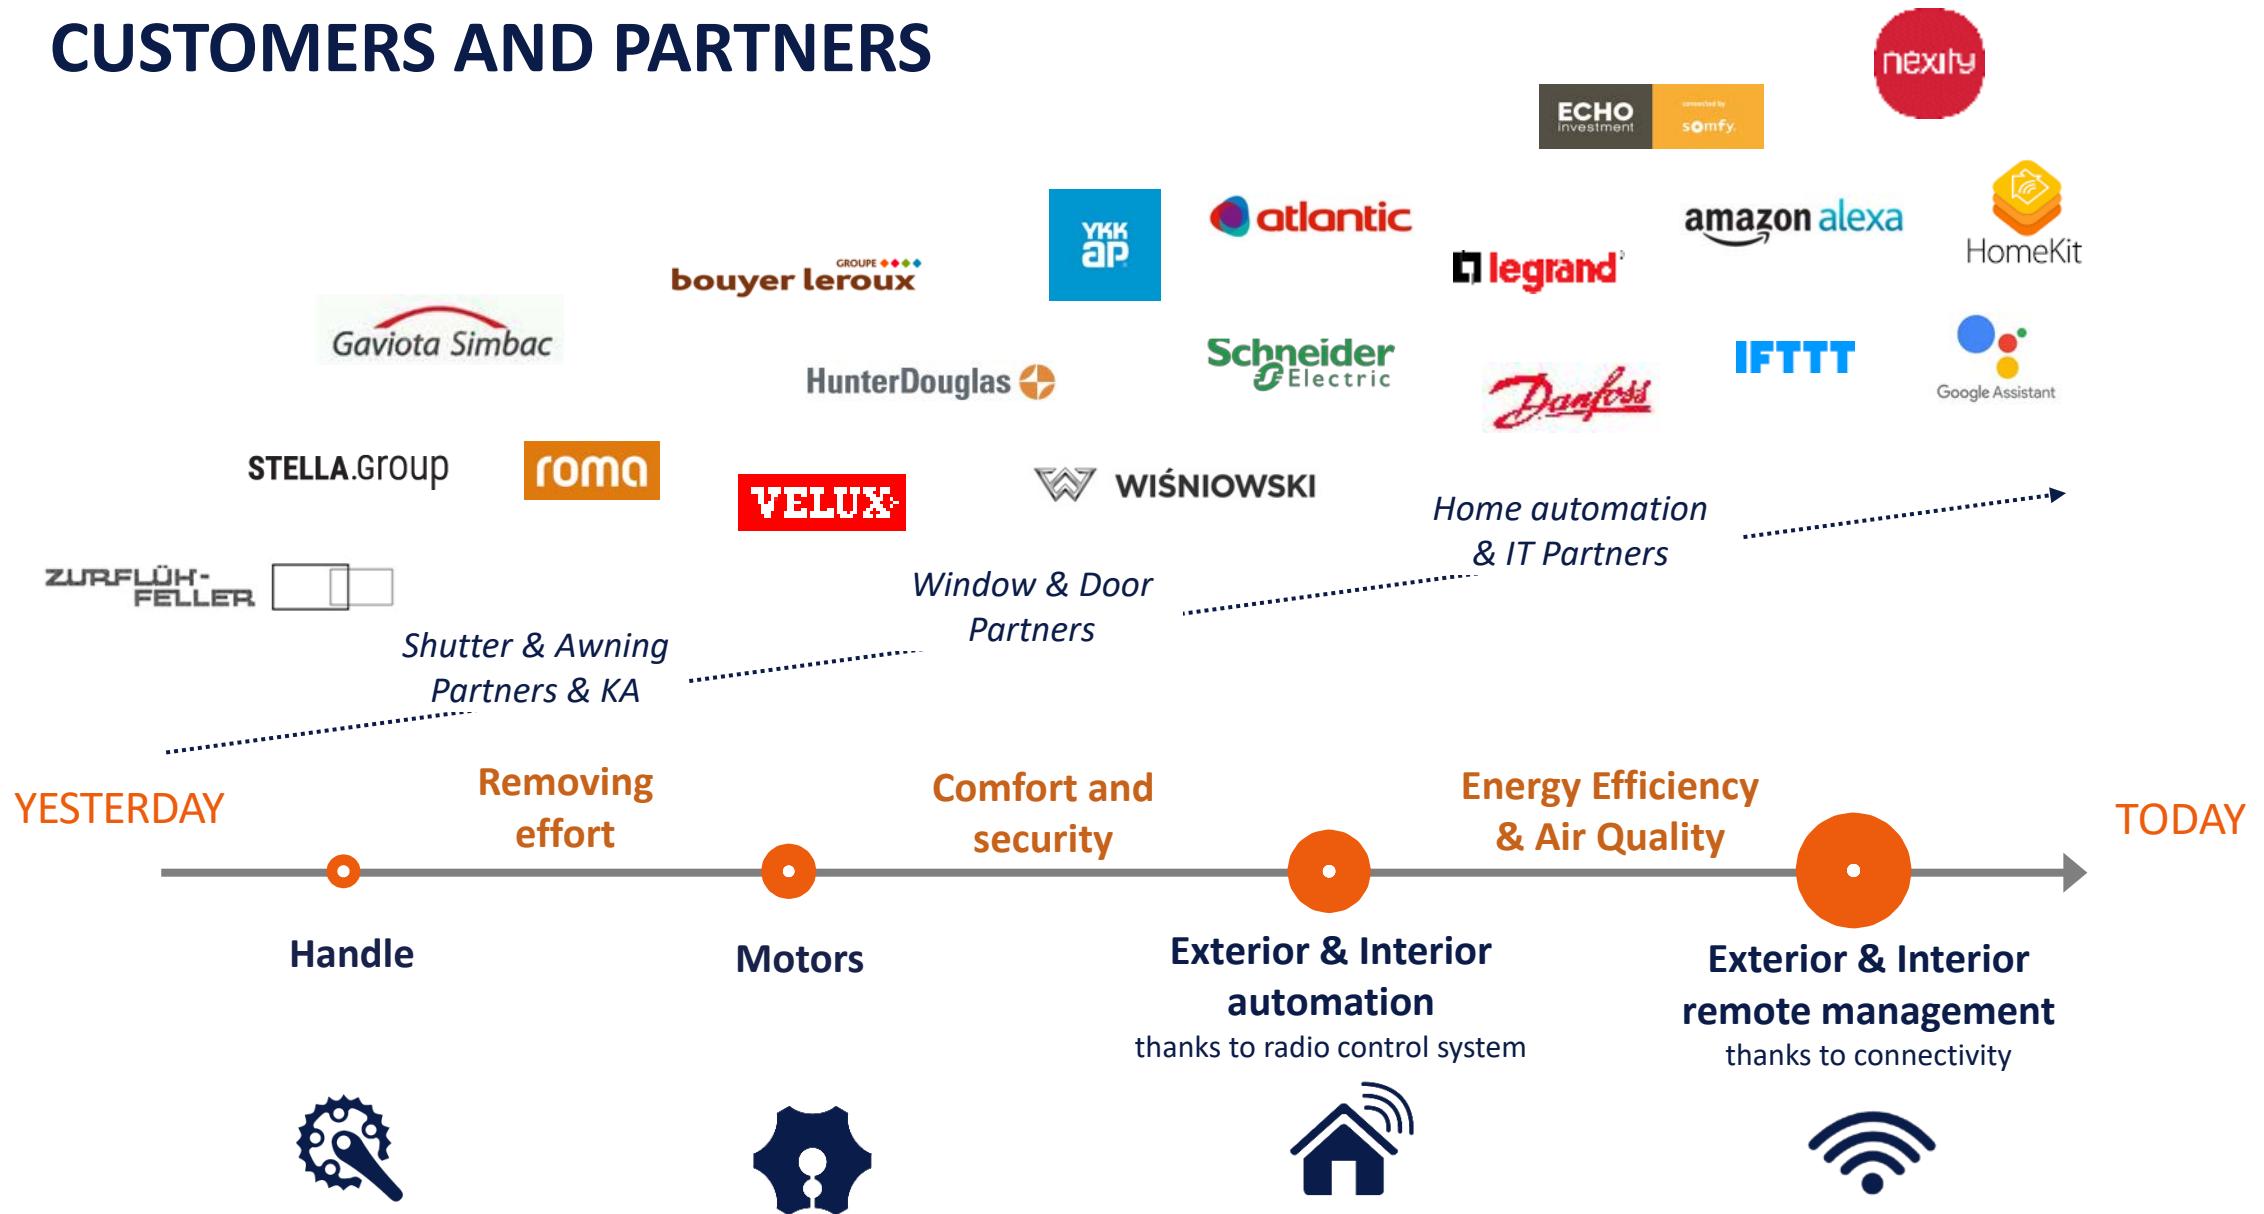 CUSTOMERS AND PARTNERS
nexity
ECHO
investment
connected by
somfy.
amazon alexa
HomeKit
YKK
ap
atlantic
legrand
GROUPE
bouyer leroux
Gaviota Simbac
HunterDouglas
Schneider
Electric
Danfoss
IFTTT
Google Assistant
STELLA.GROUP
roma
VELUX
WIŚNIOWSKI
Home automation
& IT Partners
ZURFLÜH-
FELLER
Window & Door
Partners
Shutter & Awning
Partners & KA
YESTERDAY
Removing
effort
Comfort and
security
Energy Efficiency
& Air Quality
TODAY
Handle
Motors
Exterior & Interior
automation
thanks to radio control system
Exterior & Interior
remote management
thanks to connectivity